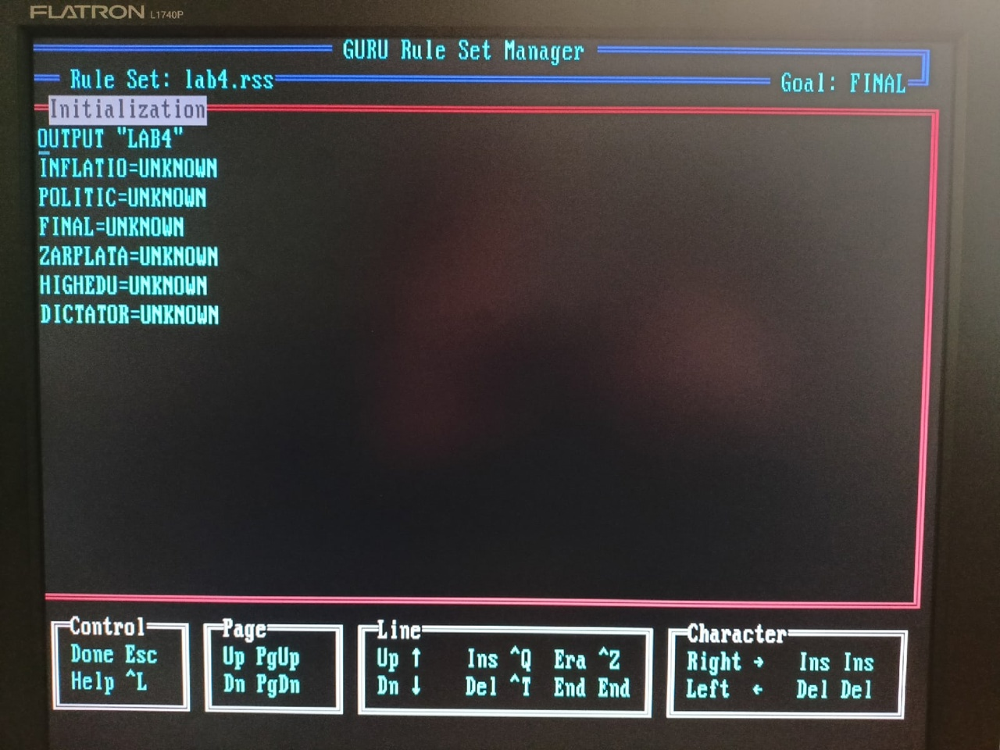 FLATRON L1740P
GURU Rule Set Manager
Rule Set: lab4.rss Goal: FINAL
Initialization
OUTPUT "LAB4"
INFLATIO=UNKNOWN
POLITIC=UNKNOWN
FINAL=UNKNOWN
ZARPLATA=UNKNOWN
HIGHEDU=UNKNOWN
DICTATOR=UNKNOWN
Control
Done Esc
Help ^L
Page
Up PgUp
Dn PgDn
Line
Up ↑ Ins ^Q Era ^Z
Dn ↓ Del ^T End End
Character
Right → Ins Ins
Left ← Del Del